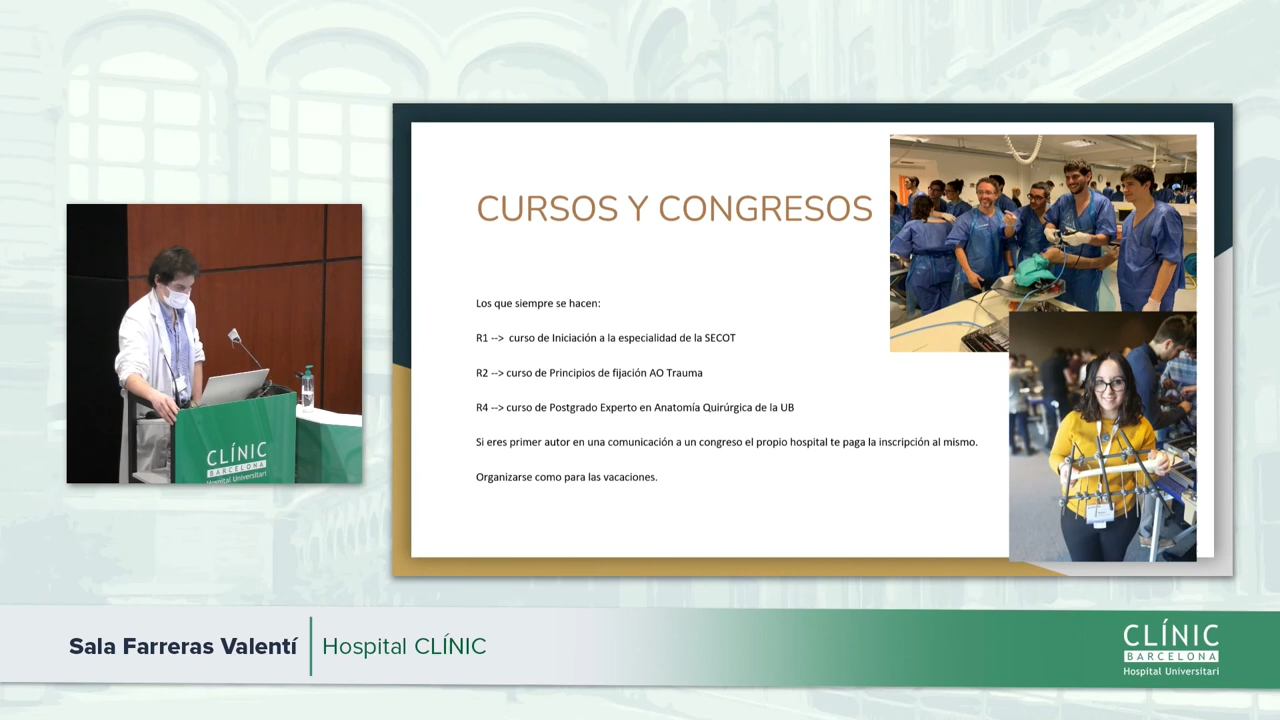 CURSOS Y CONGRESOS
Los que siempre se hacen:
R1 --> curso de Iniciación a la especialidad de la SECOT
R2 --> curso de Principios de fijación AO Trauma
R4 --> curso de Postgrado Experto en Anatomía Quirúrgica de la UB
Si eres primer autor en una comunicación a un congreso el propio hospital te paga la inscripción al mismo.
Organizarse como para las vacaciones.
CLÍNIC
BARCELONA
Hospital Universitari
Sala Farreras Valentí
Hospital CLÍNIC
CLÍNIC
BARCELONA
Hospital Universitari